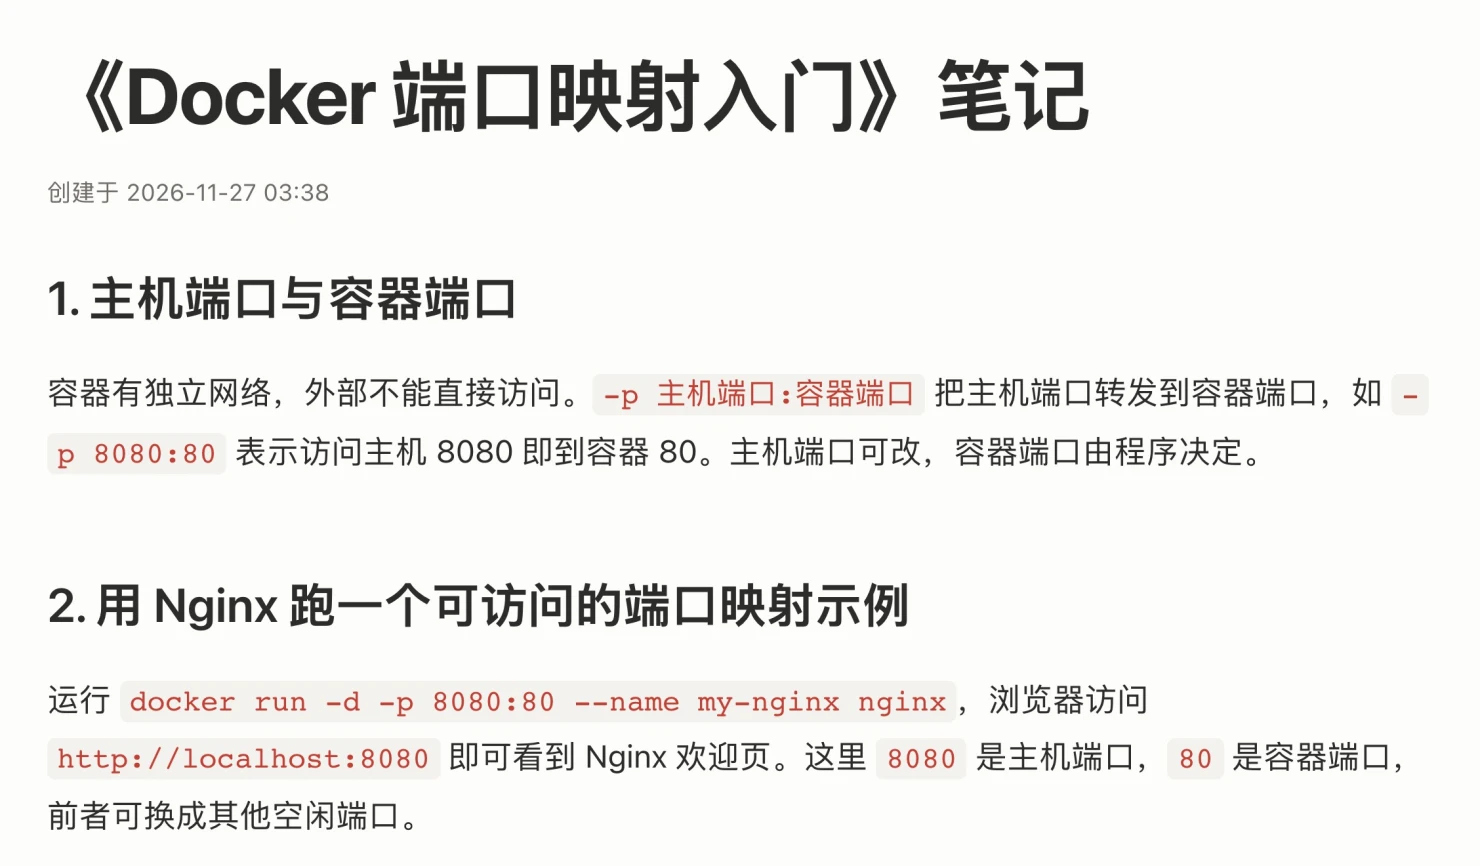 《Docker 端口映射入门》笔记
创建于 2026-11-27 03:38
1. 主机端口与容器端口
容器有独立网络，外部不能直接访问。 -p 主机端口:容器端口 把主机端口转发到容器端口，如 -
p 8080:80 表示访问主机 8080 即到容器 80。主机端口可改，容器端口由程序决定。
2. 用 Nginx 跑一个可访问的端口映射示例
运行 docker run -d -p 8080:80 --name my-nginx nginx，浏览器访问
http://localhost:8080 即可看到 Nginx 欢迎页。这里 8080 是主机端口， 80 是容器端口，
前者可换成其他空闲端口。